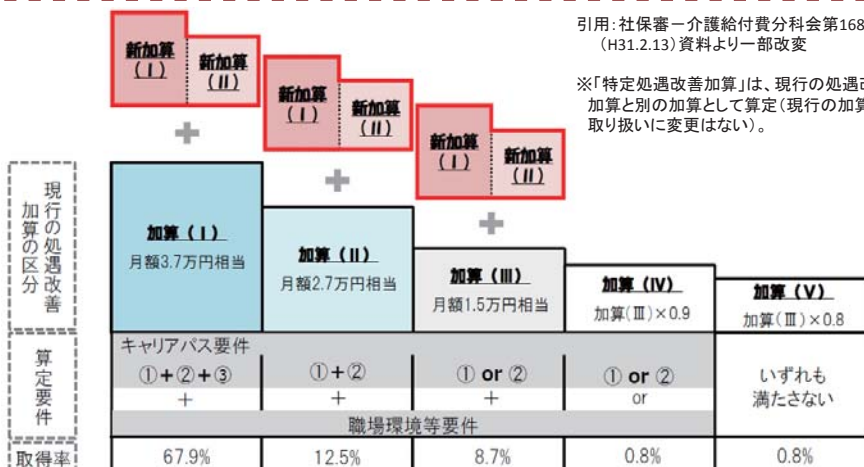 引用:社保審－介護給付費分科会第168
(H31.2.13)資料より一部改変
※「特定処遇改善加算」は、現行の処遇改
加算と別の加算として算定(現行の加算
取り扱いに変更はない)。
新加算
(Ⅰ)
新加算
(Ⅱ)
新加算
(Ⅰ)
新加算
(Ⅱ)
新加算
(Ⅰ)
新加算
(Ⅱ)
+
+
+
現行の処遇改善
加算の区分
加算(Ⅰ)
月額3.7万円相当
加算(Ⅱ)
月額2.7万円相当
加算(Ⅲ)
月額1.5万円相当
加算(Ⅳ)
加算(Ⅲ)×0.9
加算(Ⅴ)
加算(Ⅲ)×0.8
算定要件
キャリアパス要件
①+②+③
①+②
① or ②
① or ②
いずれも
満たさない
+
+
+
or
職場環境等要件
取得率
67.9%
12.5%
8.7%
0.8%
0.8%